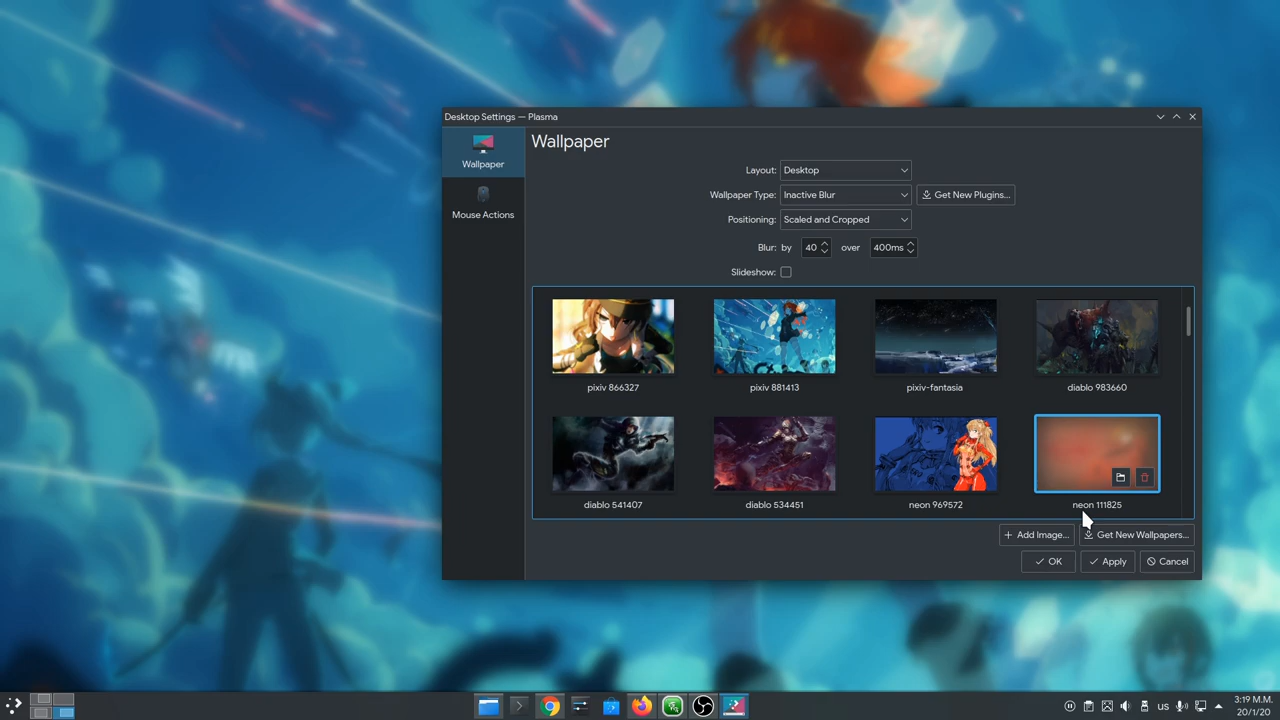 Desktop Settings — Plasma
Wallpaper
Mouse Actions
Wallpaper
Layout: Desktop
Wallpaper Type: Inactive Blur Get New Plugins...
Positioning: Scaled and Cropped
Blur: by 40 over 400ms
Slideshow:
pixiv 866327 pixiv 881413 pixiv-fantasia diablo 983660
diablo 541407 diablo 534451 neon 969572 neon 111825
Add Image... Get New Wallpapers...
OK Apply Cancel
us 3:19 M.M.
20/1/20